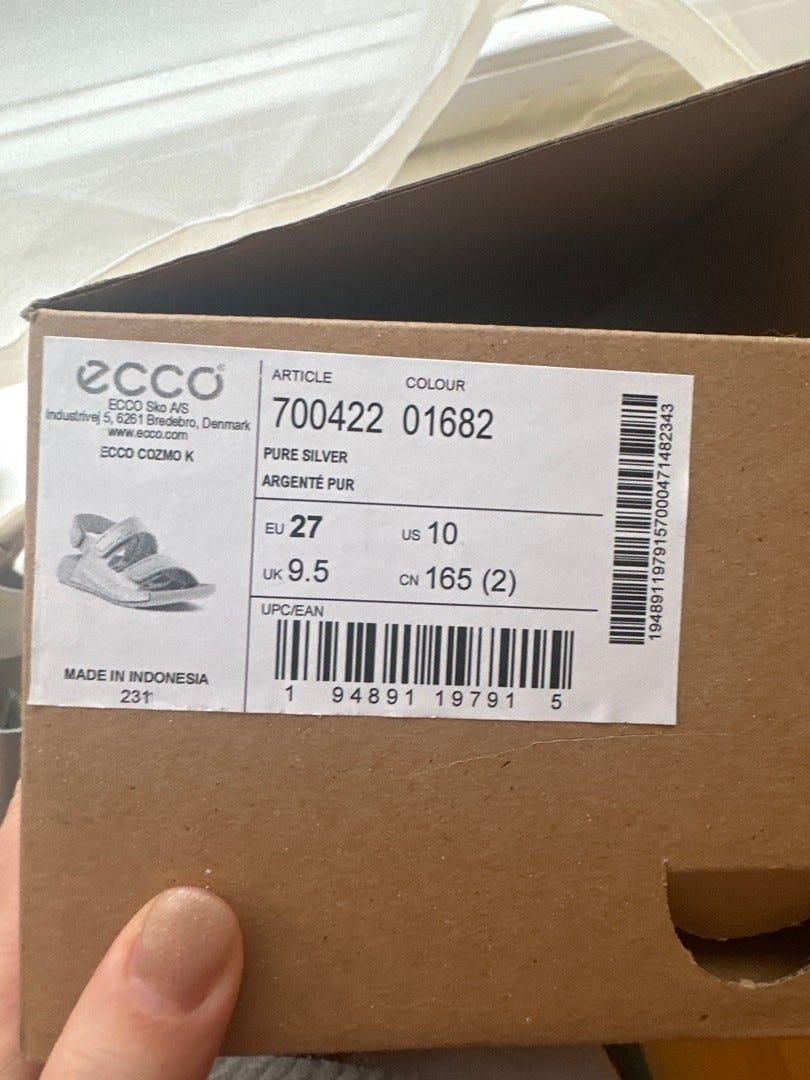 ecco
ECCO Sko A/S
Industrivej 5, 6261 Bredebro, Denmark
www.ecco.com
ECCO COZMO K
MADE IN INDONESIA
231
ARTICLE COLOUR
700422 01682
PURE SILVER
ARGENTÉ PUR
EU 27 US 10
UK 9.5 CN 165 (2)
UPC/EAN
1 94891 19791 5
1948911979157000471482343